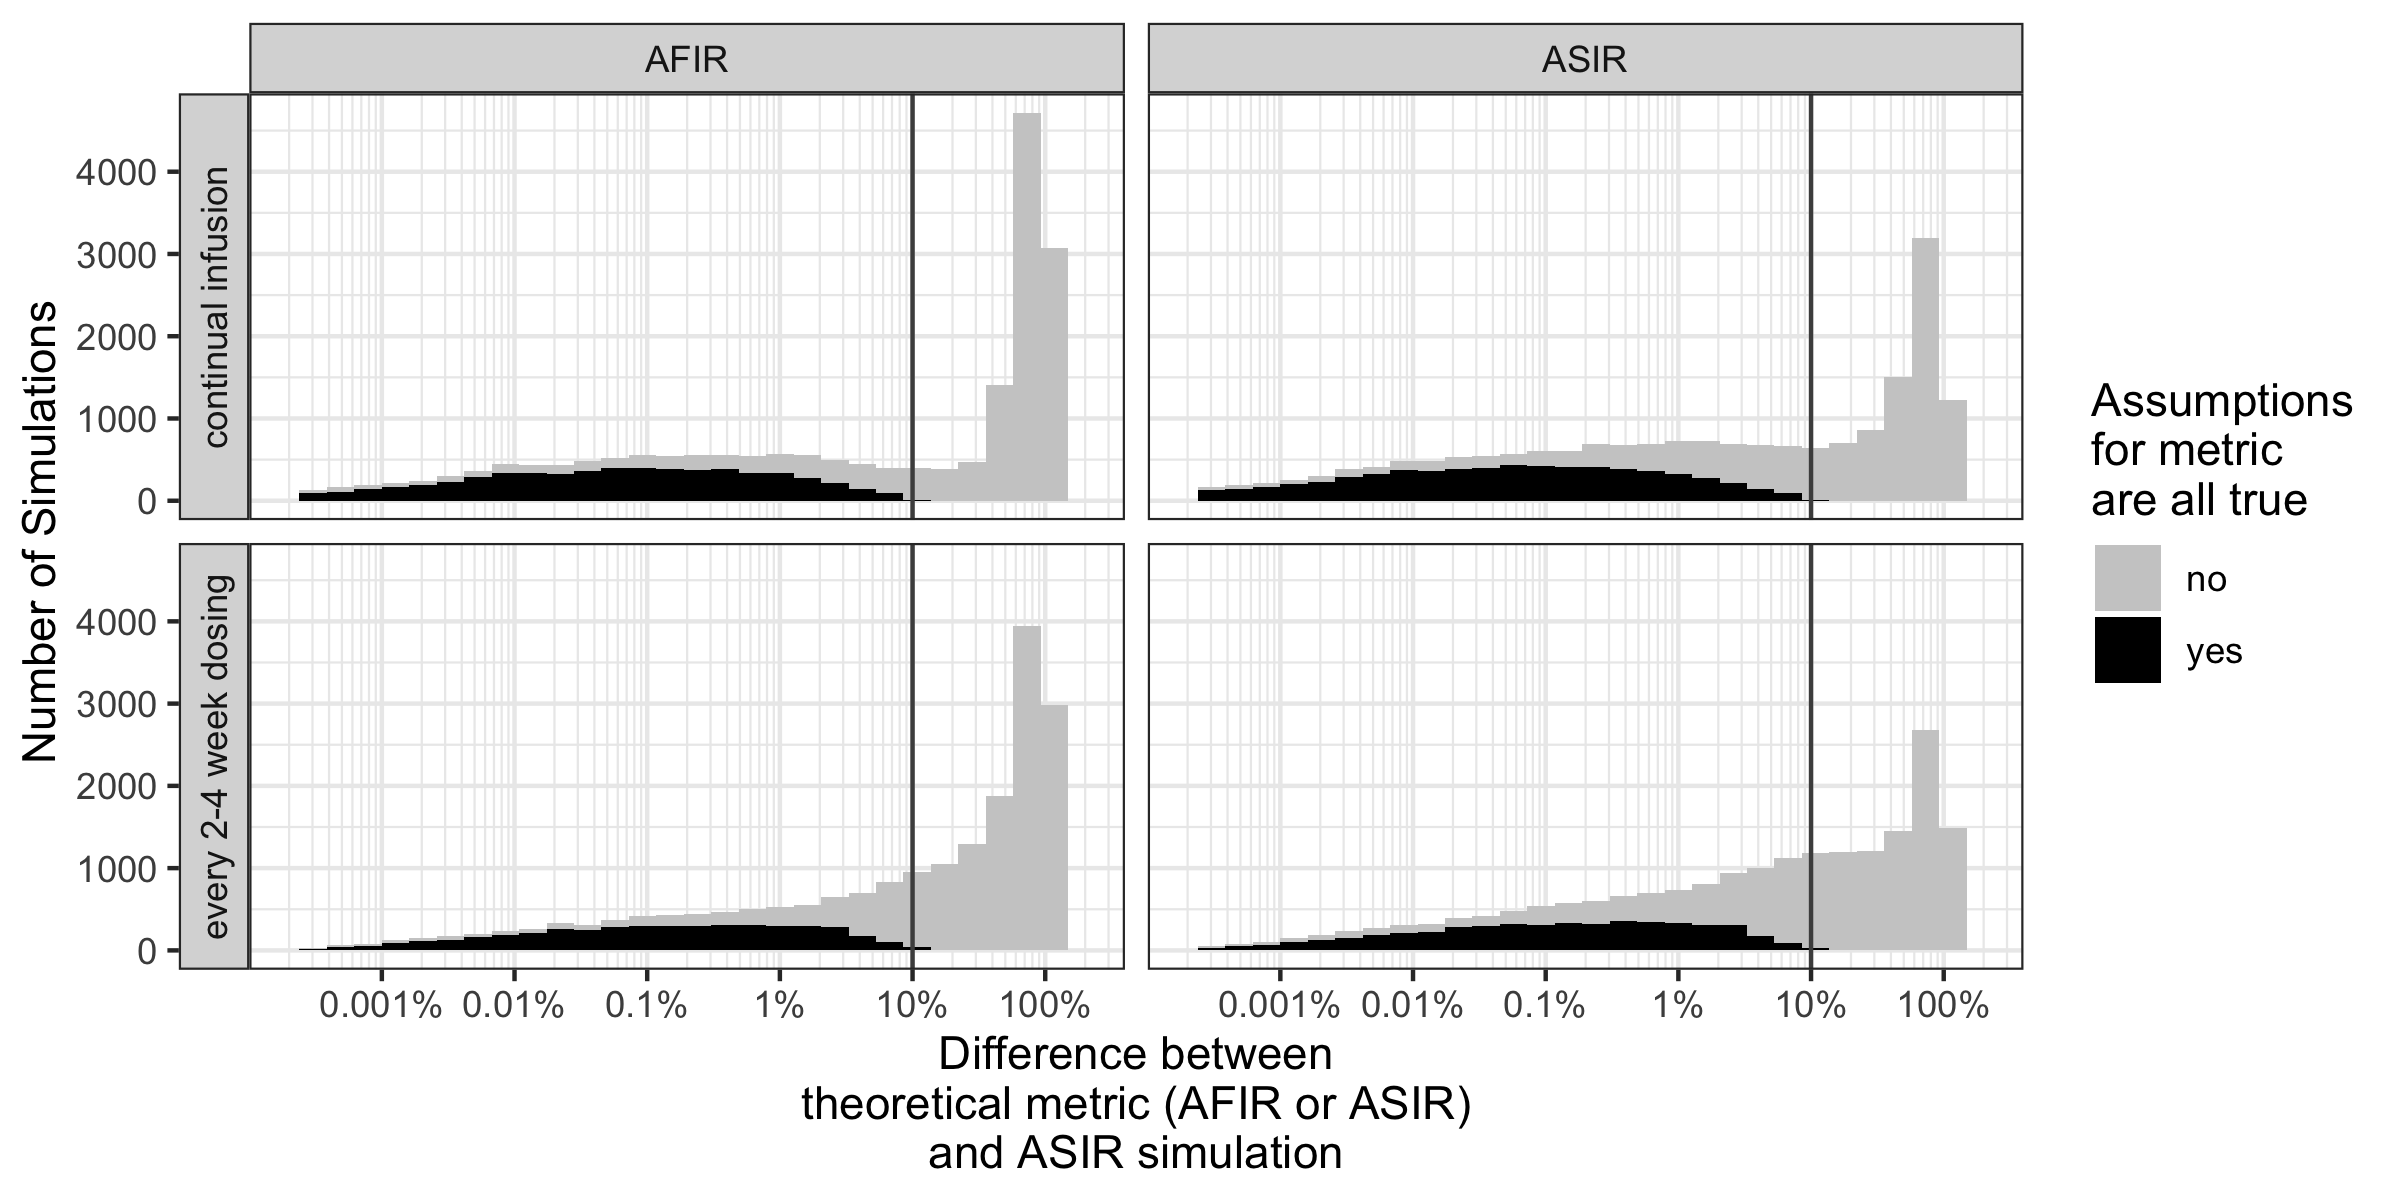 AFIR
ASIR
continual infusion
every 2-4 week dosing
Number of Simulations
4000
3000
2000
1000
0
4000
3000
2000
1000
0
0.001% 0.01% 0.1% 1% 10% 100%
0.001% 0.01% 0.1% 1% 10% 100%
Difference between
theoretical metric (AFIR or ASIR)
and ASIR simulation
Assumptions
for metric
are all true
no
yes